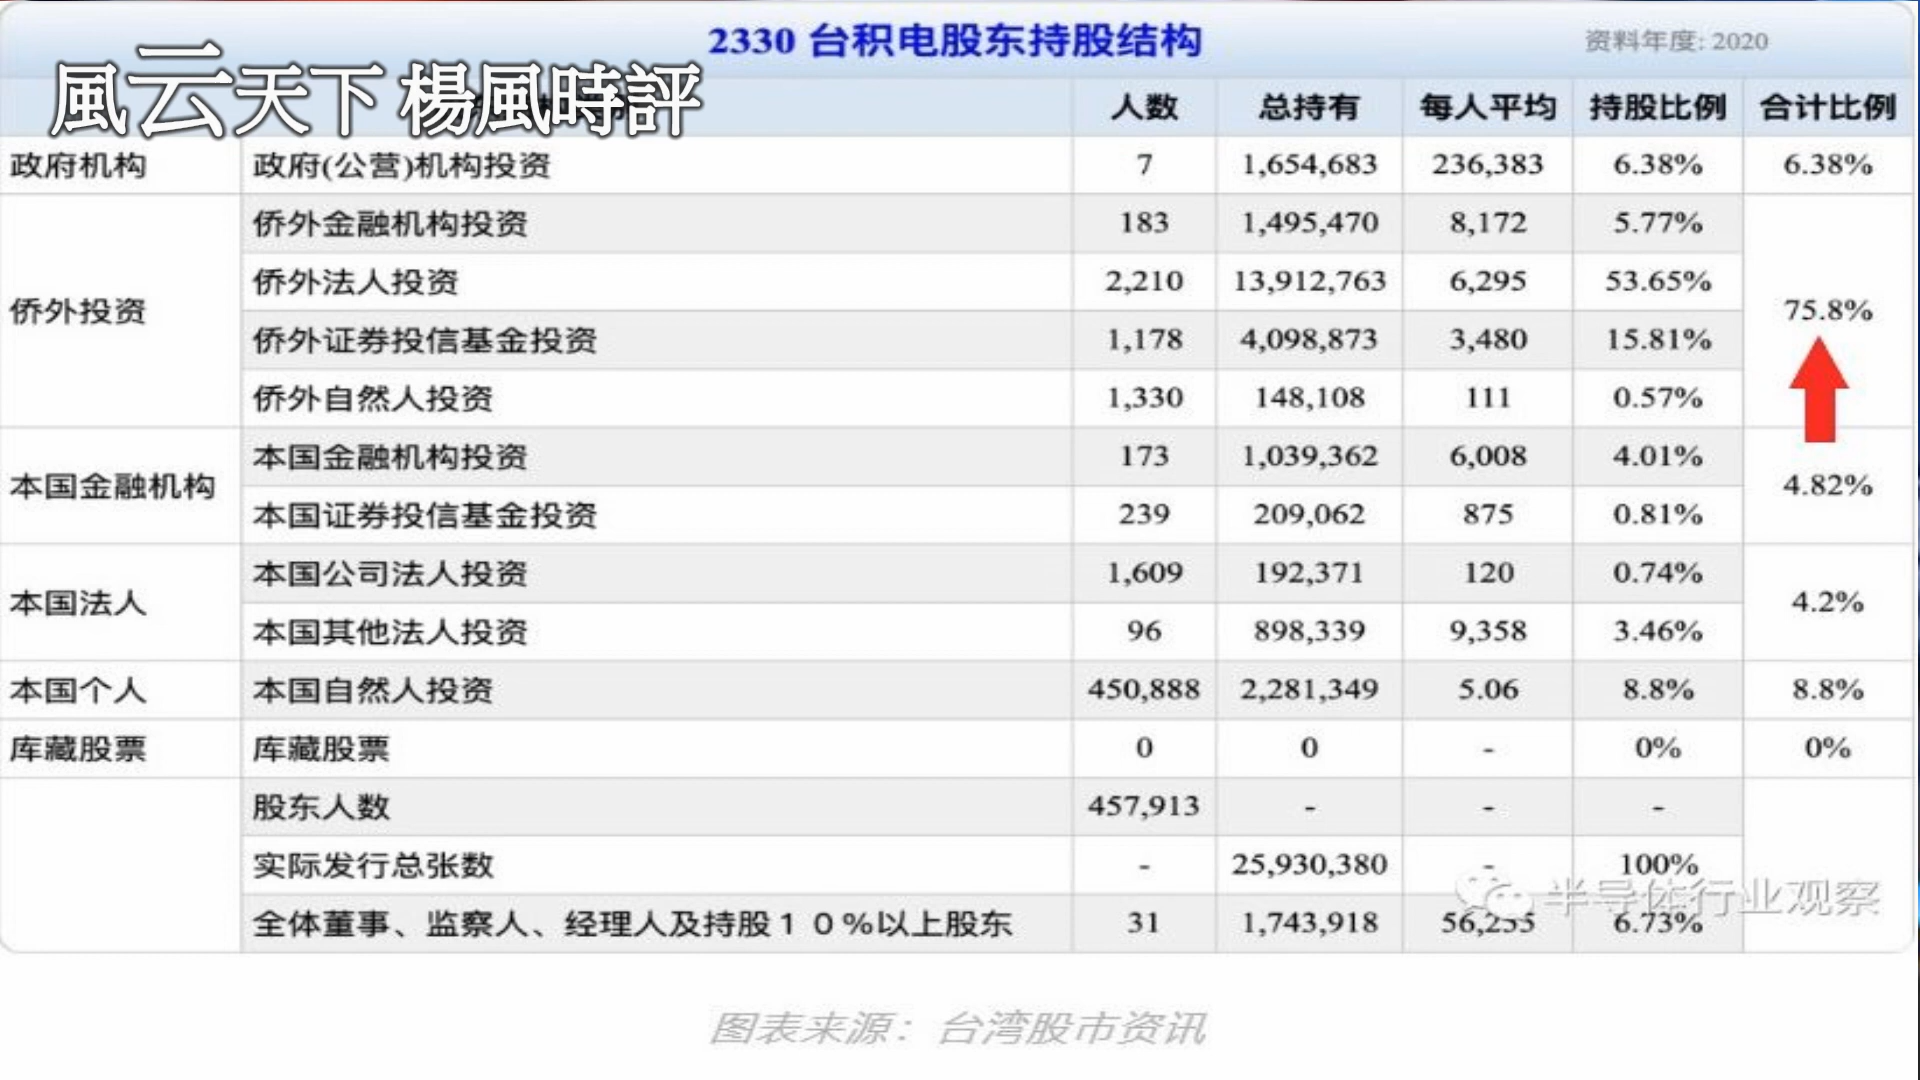 2330 台积电股东持股结构
资料年度: 2020
風云天下 楊風時評
人数 总持有 每人平均 持股比例 合计比例
政府机构 政府(公营)机构投资 7 1,654,683 236,383 6.38% 6.38%
侨外投资 侨外金融机构投资 183 1,495,470 8,172 5.77% 75.8%
侨外法人投资 2,210 13,912,763 6,295 53.65%
侨外证券投信基金投资 1,178 4,098,873 3,480 15.81%
侨外自然人投资 1,330 148,108 111 0.57%
本国金融机构 本国金融机构投资 173 1,039,362 6,008 4.01% 4.82%
本国证券投信基金投资 239 209,062 875 0.81%
本国法人 本国公司法人投资 1,609 192,371 120 0.74% 4.2%
本国其他法人投资 96 898,339 9,358 3.46%
本国个人 本国自然人投资 450,888 2,281,349 5.06 8.8% 8.8%
库藏股票 库藏股票 0 0 - 0% 0%
股东人数 457,913 - - -
实际发行总张数 - 25,930,380 - 100%
半导体行业观察
全体董事、监察人、经理人及持股１０%以上股东 31 1,743,918 56,255 6.73%
图表来源：台湾股市资讯